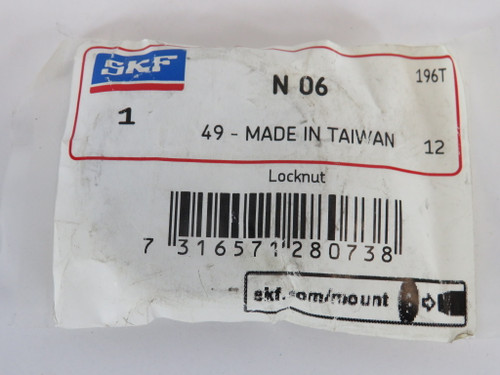 SKF
N 06
196T
1
49 - MADE IN TAIWAN
12
Locknut
7 316571 280738
skf.com/mount